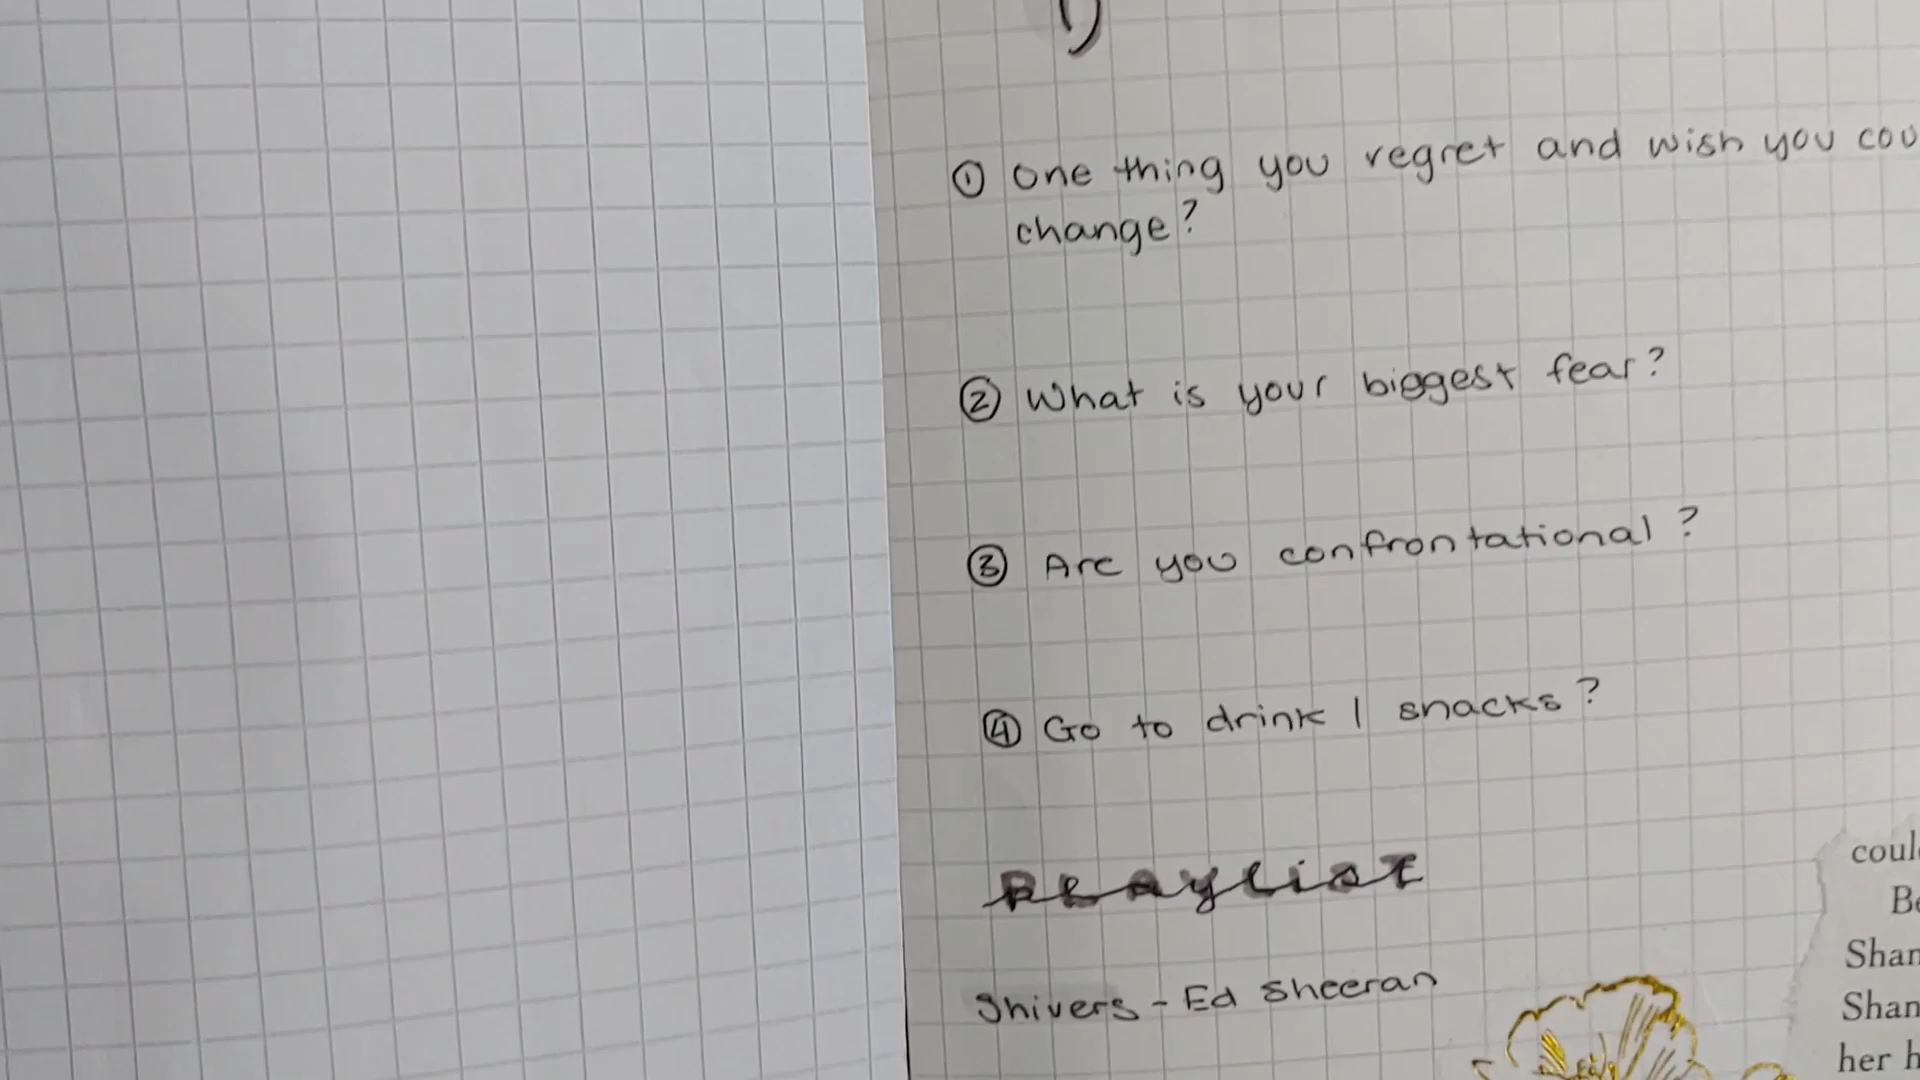 ① One thing you regret and wish you cou
change?
② What is your biggest fear?
③ Are you confrontational?
④ Go to drink / snacks?
Playlist
Shivers - Ed Sheeran
coul
Be
Shan
Shan
her h